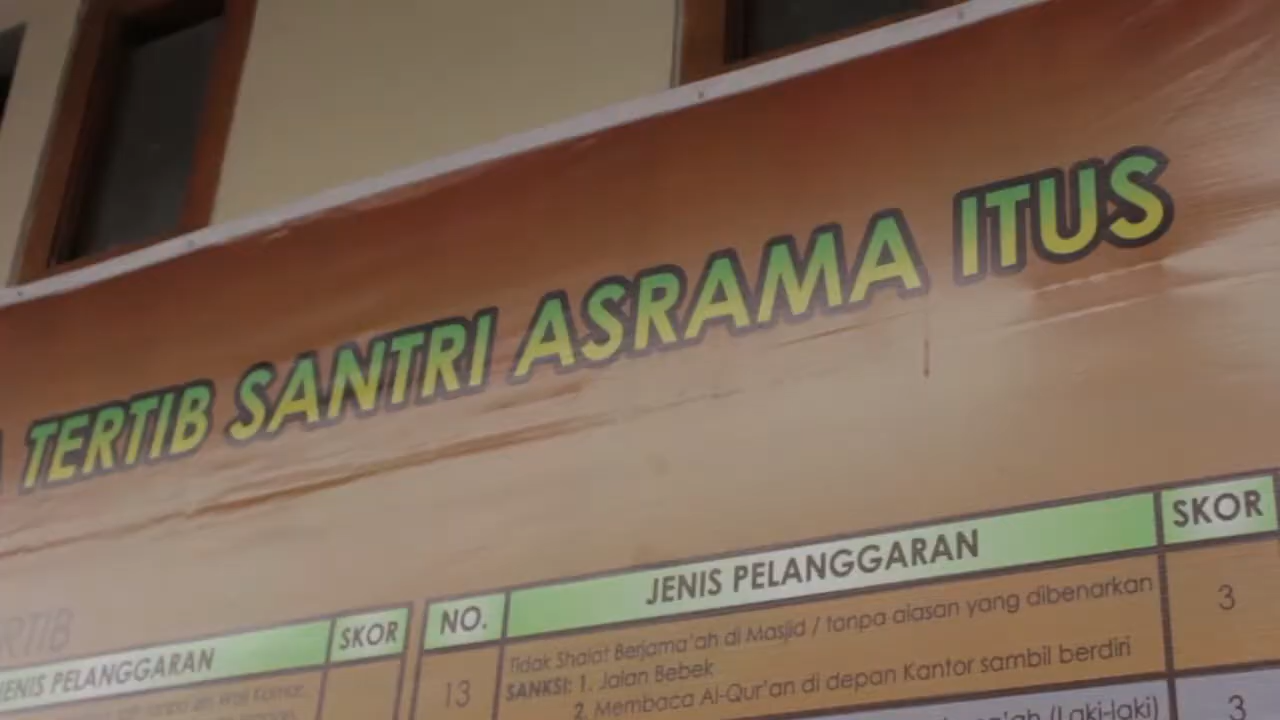 TERTIB SANTRI ASRAMA ITUS
RTIB
JENIS PELANGGARAN SKOR
NO. JENIS PELANGGARAN SKOR
13 Tidak Shalat Berjama'ah di Masjid / tanpa alasan yang dibenarkan 3
SANKSI: 1. Jalan Bebek
2. Membaca Al-Qur'an di depan Kantor sambil berdiri
(Laki-laki) 3